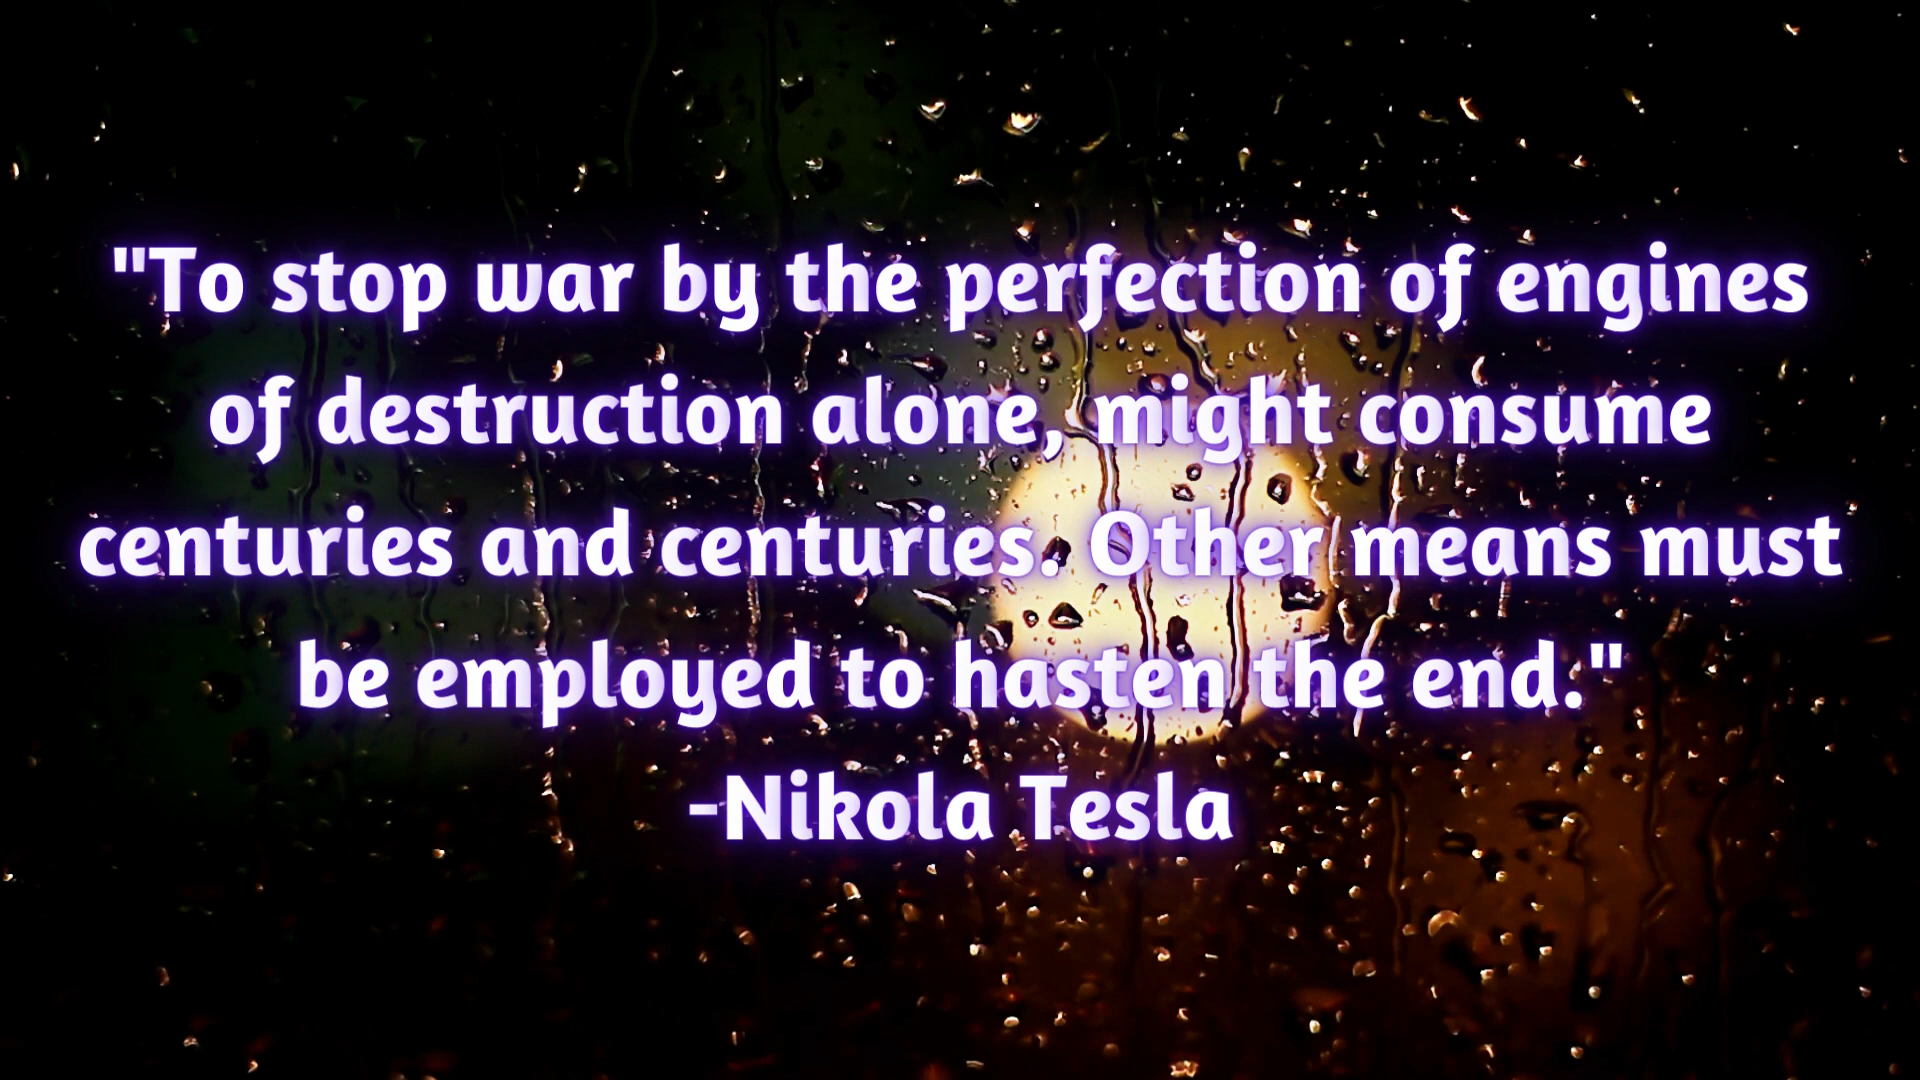 "To stop war by the perfection of engines
of destruction alone, might consume
centuries and centuries. Other means must
be employed to hasten the end."
-Nikola Tesla